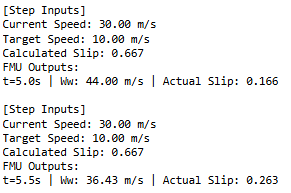 [Step Inputs]
Current Speed: 30.00 m/s
Target Speed: 10.00 m/s
Calculated Slip: 0.667
FMU Outputs:
t=5.0s | Ww: 44.00 m/s | Actual Slip: 0.166
[Step Inputs]
Current Speed: 30.00 m/s
Target Speed: 10.00 m/s
Calculated Slip: 0.667
FMU Outputs:
t=5.5s | Ww: 36.43 m/s | Actual Slip: 0.263